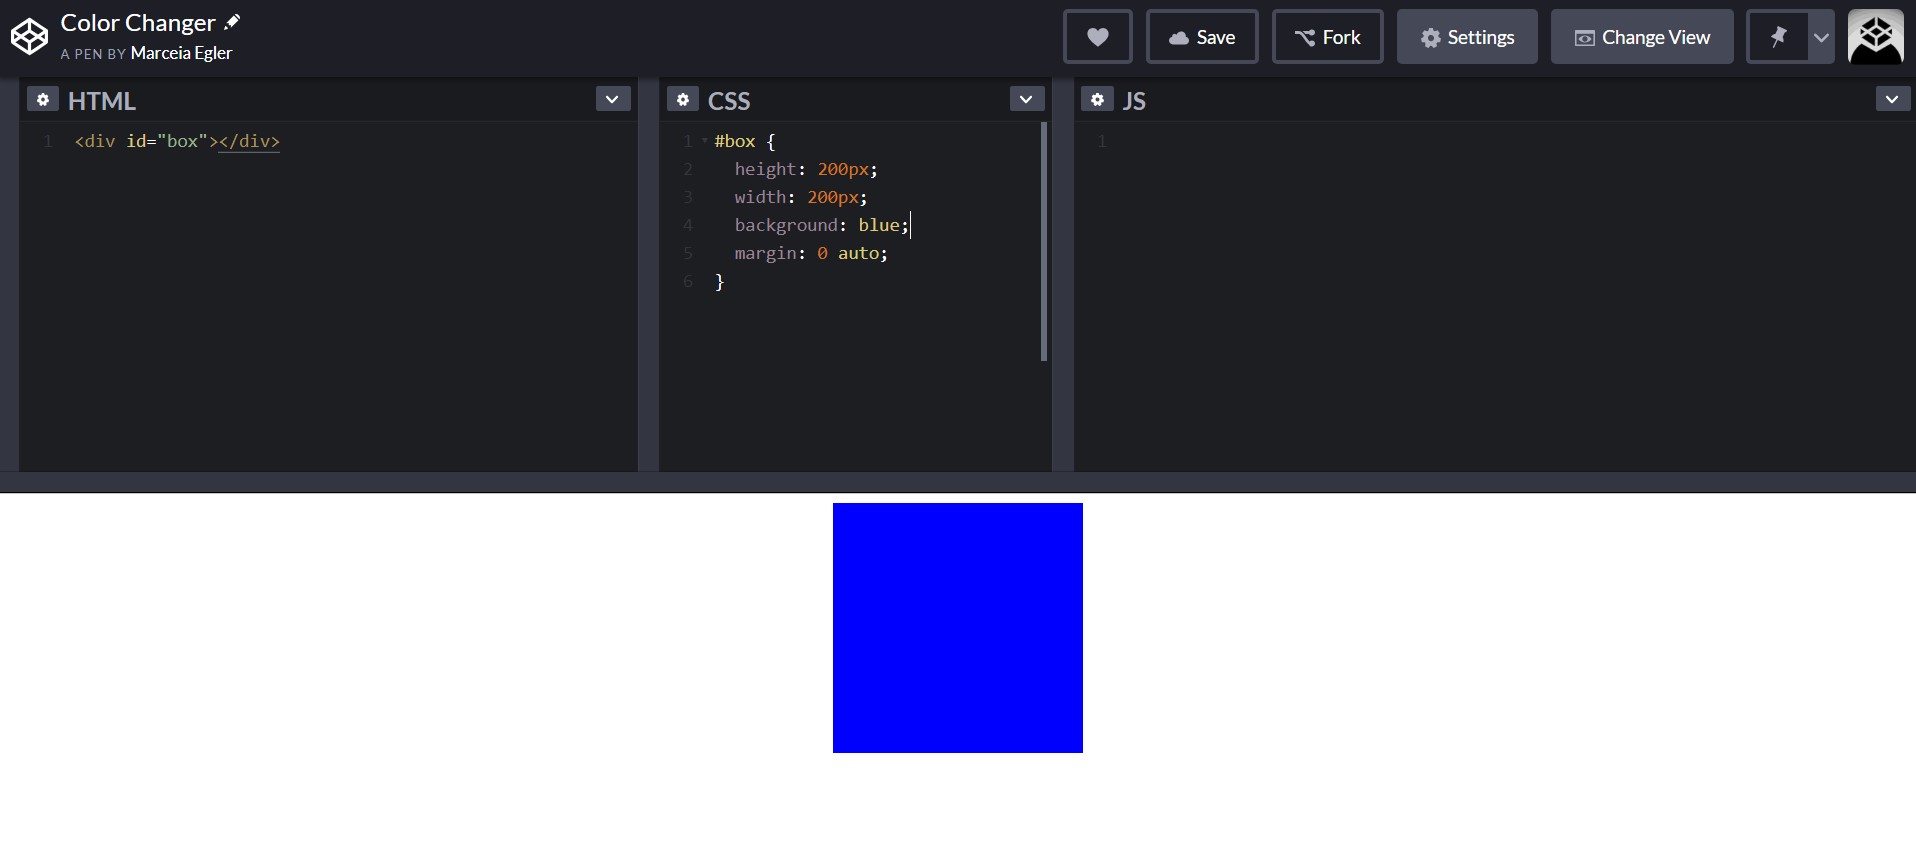 Color Changer
A PEN BY Marceia Egler
Save
Fork
Settings
Change View
HTML
1 <div id="box"></div>
CSS
1 #box {
2   height: 200px;
3   width: 200px;
4   background: blue;
5   margin: 0 auto;
6 }
JS
1